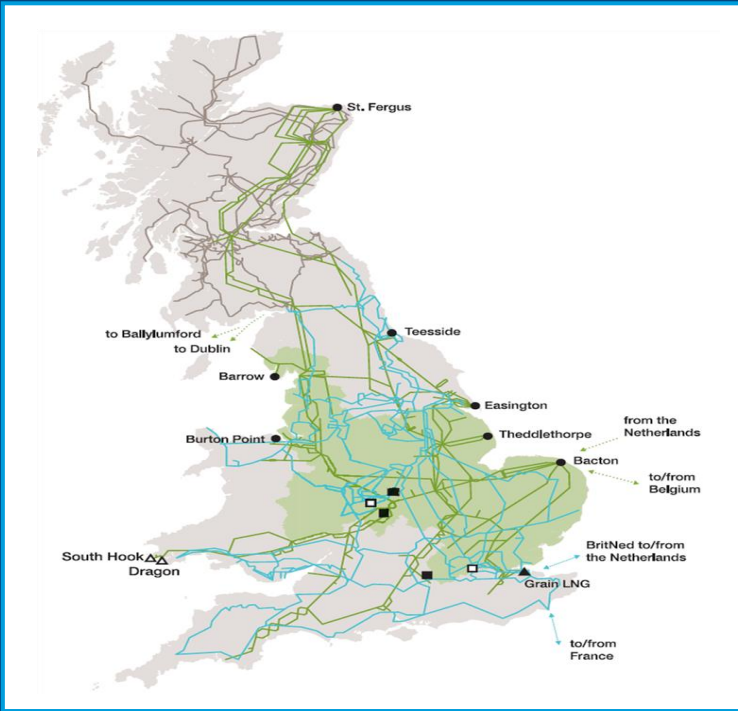 St. Fergus
to Ballylumford
to Dublin
Teesside
Barrow
Easington
Burton Point
Theddlethorpe
from the
Netherlands
Bacton
to/from
Belgium
South Hook
Dragon
BritNed to/from
the Netherlands
Grain LNG
to/from
France